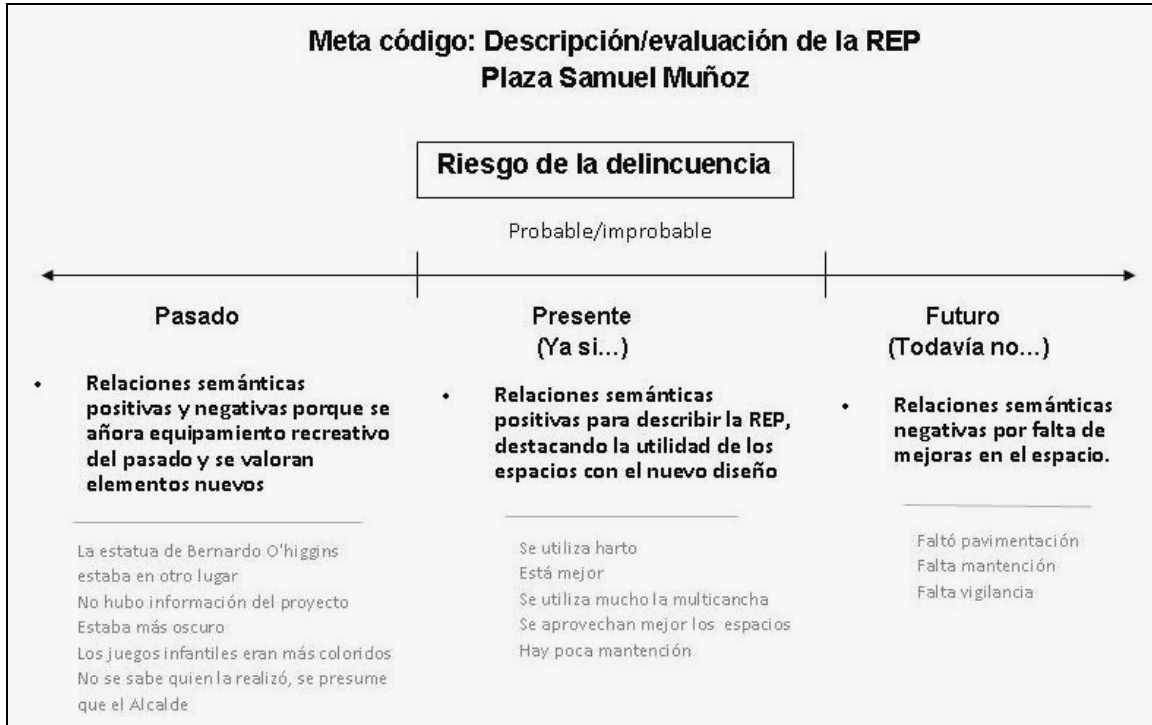 Meta código: Descripción/evaluación de la REP
Plaza Samuel Muñoz
Riesgo de la delincuencia
Probable/improbable
Pasado
• Relaciones semánticas
positivas y negativas porque se
añora equipamiento recreativo
del pasado y se valoran
elementos nuevos
La estatua de Bernardo O'higgins
estaba en otro lugar
No hubo información del proyecto
Estaba más oscuro
Los juegos infantiles eran más coloridos
No se sabe quien la realizó, se presume
que el Alcalde
Presente
(Ya si...)
• Relaciones semánticas
positivas para describir la REP,
destacando la utilidad de los
espacios con el nuevo diseño
Se utiliza harto
Está mejor
Se utiliza mucho la multicancha
Se aprovechan mejor los espacios
Hay poca mantención
Futuro
(Todavía no...)
• Relaciones semánticas
negativas por falta de
mejoras en el espacio.
Faltó pavimentación
Falta mantención
Falta vigilancia